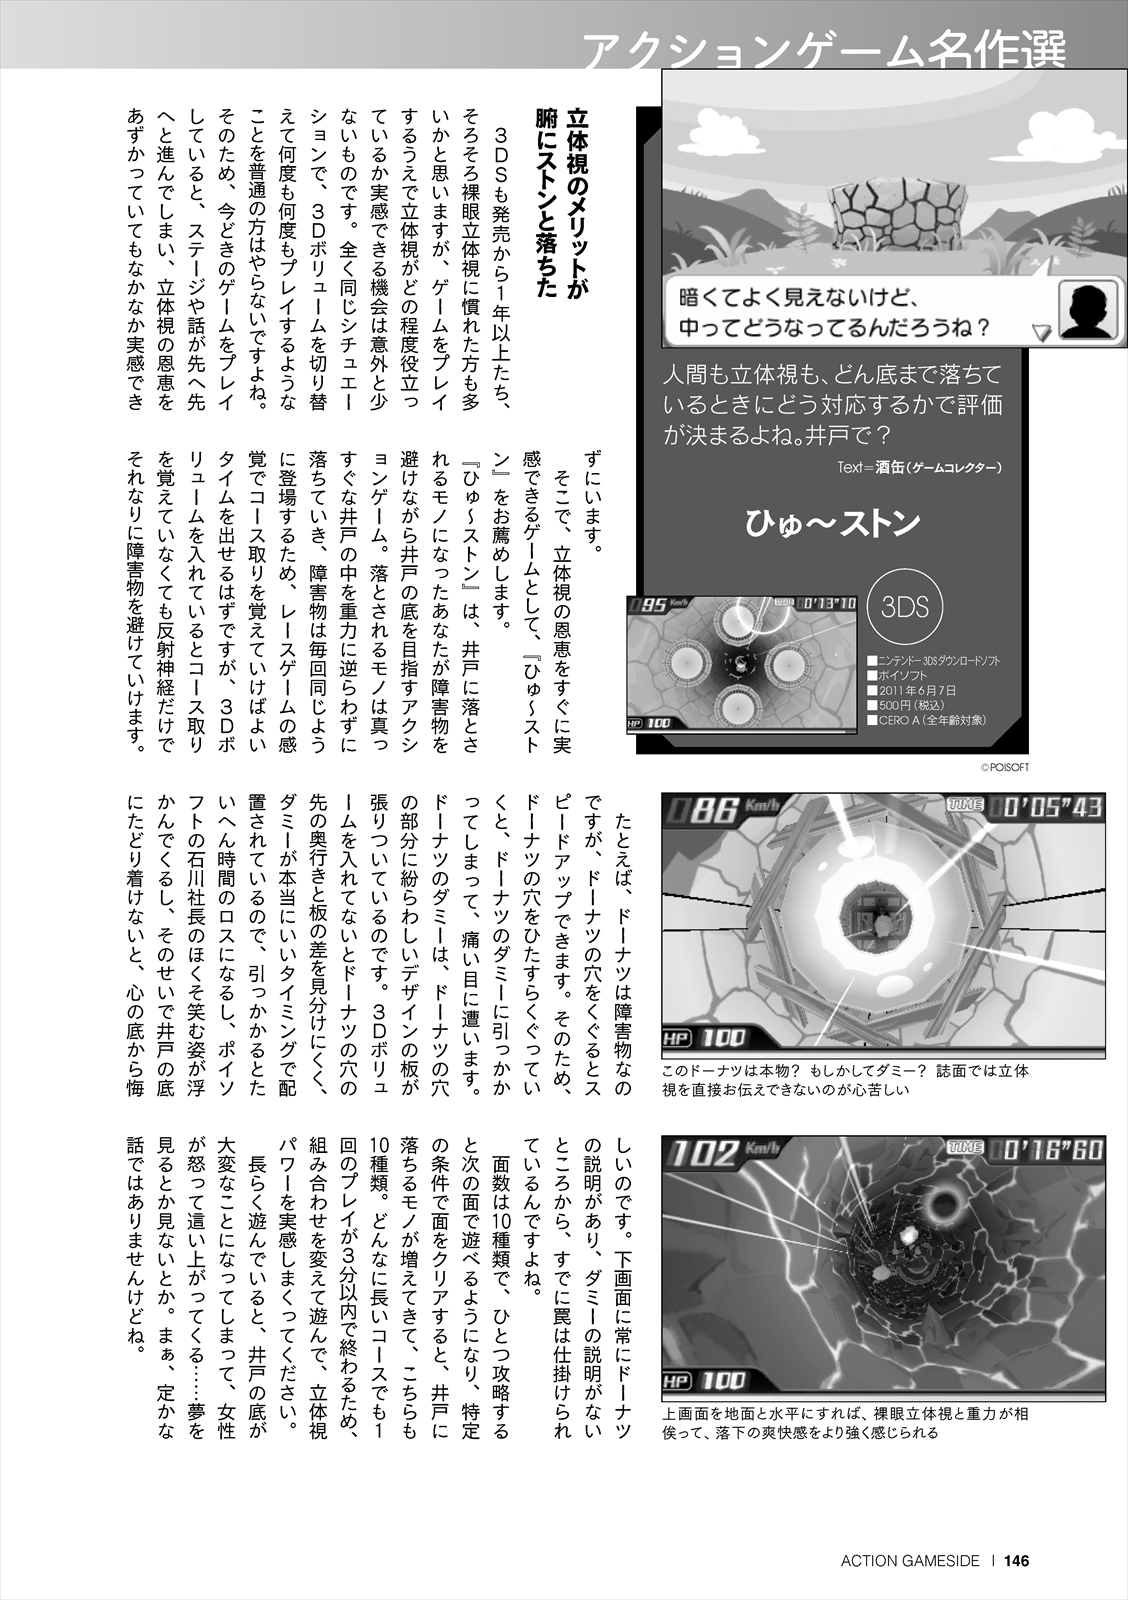 アクションゲーム名作選
暗くてよく見えないけど、
中ってどうなってるんだろうね？
人間も立体視も、どん底まで落ちて
いるときにどう対応するかで評価
が決まるよね。井戸で？
Text＝酒缶（ゲームコレクター）
ひゅ〜ストン
3DS
■ニンテンドー3DSダウンロードソフト
■ポイソフト
■2011年6月7日
■500円（税込）
■CERO A（全年齢対象）
095 Km/h
TIME 0'13"10
HP 100
©POISOFT
立体視のメリットが
腑にストンと落ちた
３ＤＳも発売から１年以上たち、
そろそろ裸眼立体視に慣れた方も多
いかと思いますが、ゲームをプレイ
するうえで立体視がどの程度役立っ
ているか実感できる機会は意外と少
ないものです。全く同じシチュエー
ションで、３Ｄボリュームを切り替
えて何度も何度もプレイするような
ことを普通の方はやらないですよね。
そのため、今どきのゲームをプレイ
していると、ステージや話が先へ先
へと進んでしまい、立体視の恩恵を
あずかっていてもなかなか実感でき
ずにいます。
そこで、立体視の恩恵をすぐに実
感できるゲームとして、『ひゅ〜スト
ン』をお薦めします。
『ひゅ〜ストン』は、井戸に落とさ
れるモノになったあなたが障害物を
避けながら井戸の底を目指すアクシ
ョンゲーム。落とされるモノは真っ
すぐな井戸の中を重力に逆らわずに
落ちていき、障害物は毎回同じよう
に登場するため、レースゲームの感
覚でコース取りを覚えていけばよい
タイムを出せるはずですが、３Ｄボ
リュームを入れているとコース取り
を覚えていなくても反射神経だけで
それなりに障害物を避けていけます。
たとえば、ドーナツは障害物なの
ですが、ドーナツの穴をくぐるとス
ピードアップできます。そのため、
ドーナツの穴をひたすらくぐってい
くと、ドーナツのダミーに引っかか
ってしまって、痛い目に遭います。
ドーナツのダミーは、ドーナツの穴
の部分に紛らわしいデザインの板が
張りついているのです。３Ｄボリュ
ームを入れてないとドーナツの穴の
先の奥行きと板の差を見分けにくく、
ダミーが本当にいいタイミングで配
置されているので、引っかかるとた
いへん時間のロスになるし、ポイソ
フトの石川社長のほくそ笑む姿が浮
かんでくるし、そのせいで井戸の底
にたどり着けないと、心の底から悔
しいのです。下画面に常にドーナツ
の説明があり、ダミーの説明がない
ところから、すでに罠は仕掛けられ
ているんですよね。
面数は10種類で、ひとつ攻略する
と次の面で遊べるようになり、特定
の条件で面をクリアすると、井戸に
落ちるモノが増えてきて、こちらも
10種類。どんなに長いコースでも１
回のプレイが３分以内で終わるため、
組み合わせを変えて遊んで、立体視
パワーを実感しまくってください。
長らく遊んでいると、井戸の底が
大変なことになってしまって、女性
が怒って這い上がってくる……夢を
見るとか見ないとか。まぁ、定かな
話ではありませんけどね。
086 Km/h
TIME 0'05"43
HP 100
このドーナツは本物？ もしかしてダミー？ 誌面では立体
視を直接お伝えできないのが心苦しい
102 Km/h
TIME 0'16"60
HP 100
上画面を地面と水平にすれば、裸眼立体視と重力が相
俟って、落下の爽快感をより強く感じられる
ACTION GAMESIDE | 146